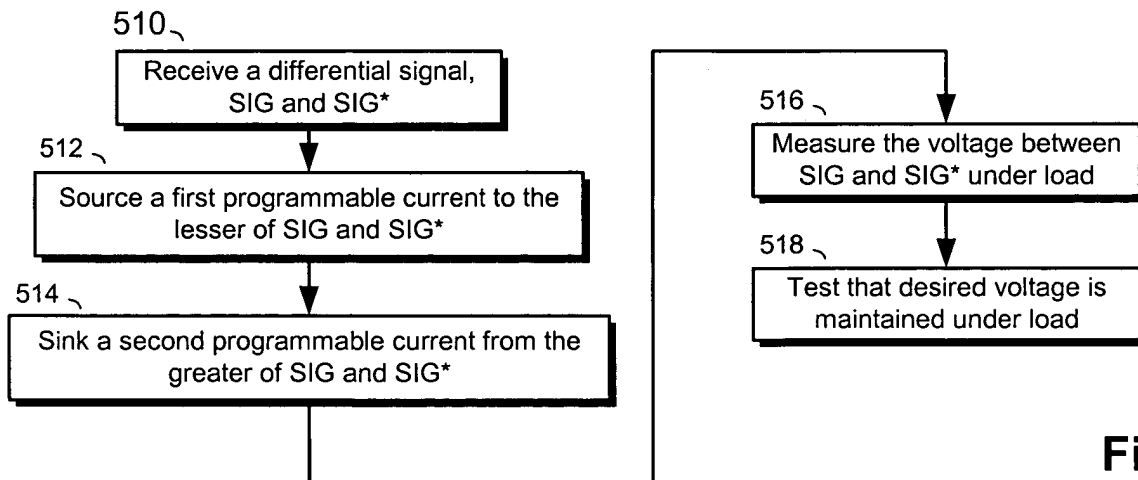 510
Receive a differential signal,
SIG and SIG*
512
Source a first programmable current to the
lesser of SIG and SIG*
514
Sink a second programmable current from the
greater of SIG and SIG*
516
Measure the voltage between
SIG and SIG* under load
518
Test that desired voltage is
maintained under load
Fi